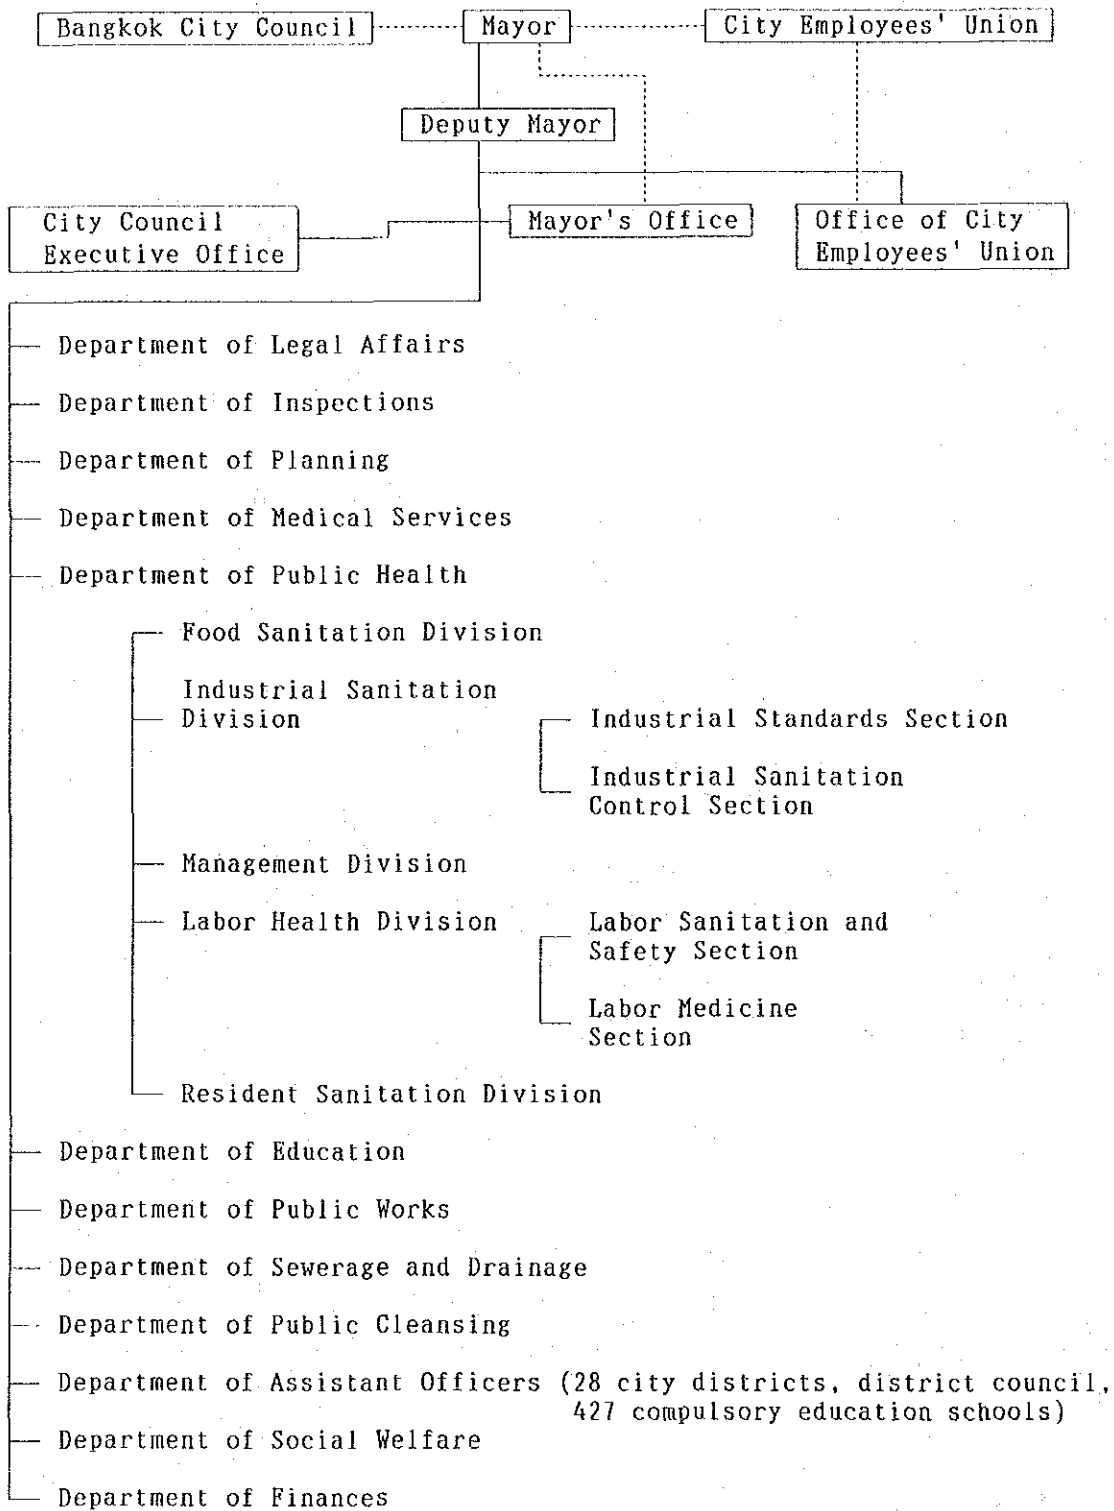 Bangkok City Council
Mayor
City Employees' Union
Deputy Mayor
City Council
Executive Office
Mayor's Office
Office of City
Employees' Union
Department of Legal Affairs
Department of Inspections
Department of Planning
Department of Medical Services
Department of Public Health
Food Sanitation Division
Industrial Sanitation
Division
Industrial Standards Section
Industrial Sanitation
Control Section
Management Division
Labor Health Division
Labor Sanitation and
Safety Section
Labor Medicine
Section
Resident Sanitation Division
Department of Education
Department of Public Works
Department of Sewerage and Drainage
Department of Public Cleansing
Department of Assistant Officers (28 city districts, district council,
427 compulsory education schools)
Department of Social Welfare
Department of Finances